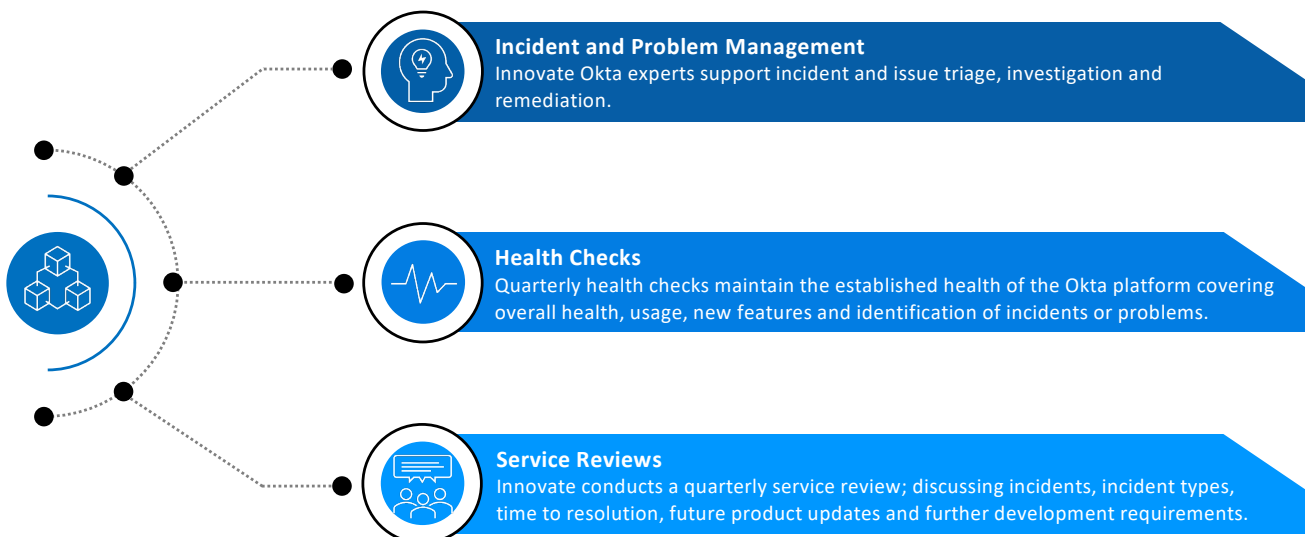 Incident and Problem Management
Innovate Okta experts support incident and issue triage, investigation and
remediation.
Health Checks
Quarterly health checks maintain the established health of the Okta platform covering
overall health, usage, new features and identification of incidents or problems.
Service Reviews
Innovate conducts a quarterly service review; discussing incidents, incident types,
time to resolution, future product updates and further development requirements.